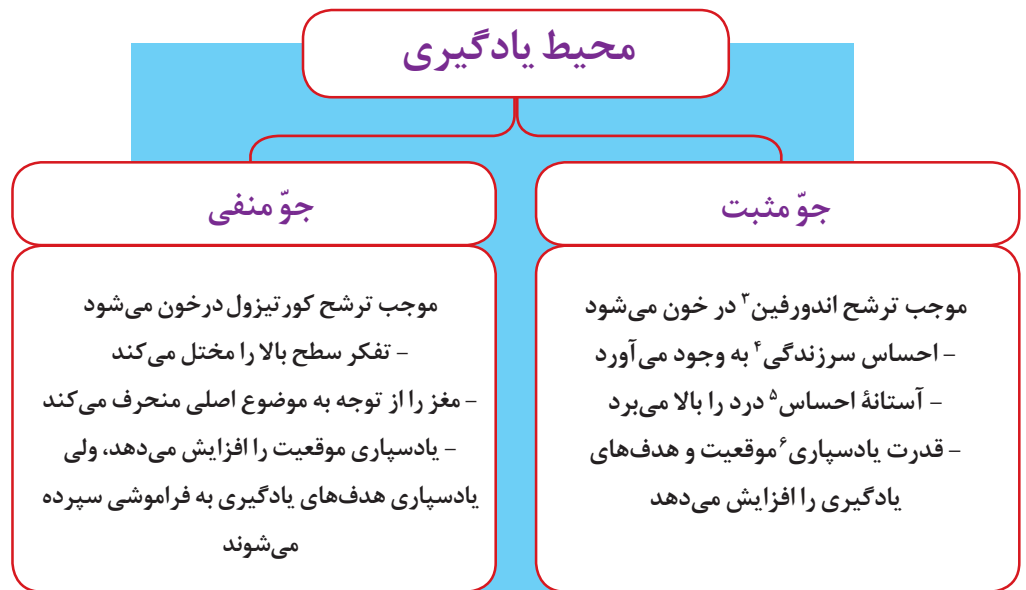 محیط یادگیری
جوّ مثبت
موجب ترشح اندورفین۳ در خون می‌شود
- احساس سرزندگی۴ به وجود می‌آورد
- آستانهٔ احساس۵ درد را بالا می‌برد
- قدرت یادسپاری۶ موقعیت و هدف‌های
یادگیری را افزایش می‌دهد
جوّ منفی
موجب ترشح کورتیزول درخون می‌شود
- تفکر سطح بالا را مختل می‌کند
- مغز را از توجه به موضوع اصلی منحرف می‌کند
- یادسپاری موقعیت را افزایش می‌دهد، ولی
یادسپاری هدف‌های یادگیری به فراموشی سپرده
می‌شوند